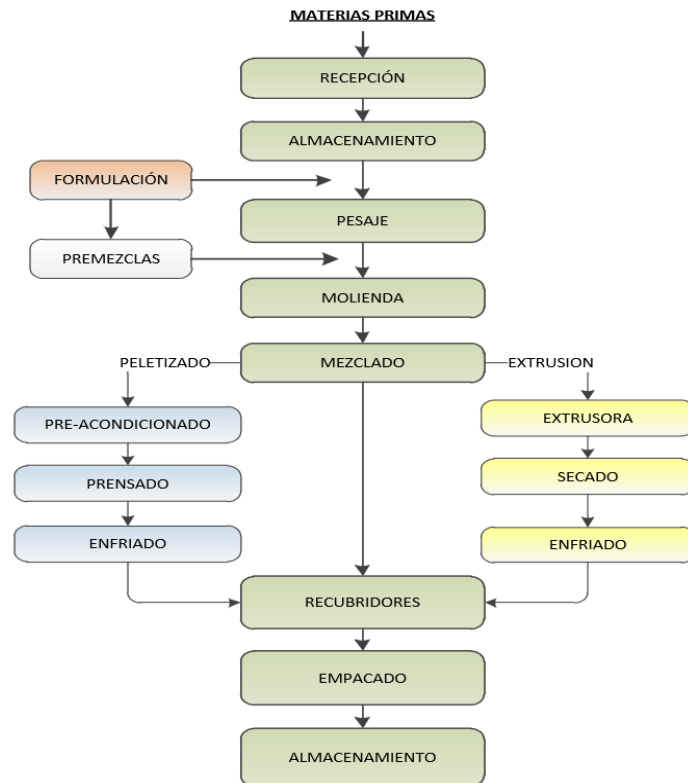 MATERIAS PRIMAS
RECEPCIÓN
ALMACENAMIENTO
FORMULACIÓN
PESAJE
PREMEZCLAS
MOLIENDA
PELETIZADO
MEZCLADO
EXTRUSION
PRE-ACONDICIONADO
EXTRUSORA
PRENSADO
SECADO
ENFRIADO
ENFRIADO
RECUBRIDORES
EMPACADO
ALMACENAMIENTO